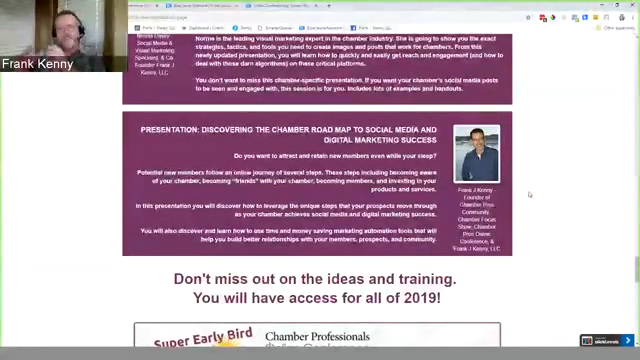 Frank Kenny
Social Media &
Visual Marketing
Specialist & Co
Founder Frank J
Kenny, LLC
Norma is the leading visual marketing expert in the chamber industry. She is going to show you the exact
strategies, tactics, and tools you need to create images and posts that work for chambers. From this
newly updated presentation, you will learn how to quickly and easily get reach and engagement (and how to
deal with those darn algorithms) on these critical platforms.
You don't want to miss this chamber-specific presentation. If you want your chamber's social media posts
to be seen and engaged with, this session is for you. Includes lots of examples and handouts.
PRESENTATION: DISCOVERING THE CHAMBER ROAD MAP TO SOCIAL MEDIA AND
DIGITAL MARKETING SUCCESS
Do you want to attract and retain new members even while your sleep?
Potential new members follow an online journey of several steps. These steps including becoming aware
of your chamber, becoming "friends" with your chamber, becoming members, and investing in your
products and services.
In this presentation you will discover how to leverage the unique steps that your prospects move through
as your chamber achieves social media and digital marketing success.
You will also discover and learn how to use time and money saving marketing automation tools that will
help you build better relationships with your members, prospects, and community.
Frank J Kenny -
Founder of
Chamber Pros
Community,
Chamber Focus
Show, Chamber
Pros Online
Conference, &
Frank J Kenny, LLC
Don't miss out on the ideas and training.
You will have access for all of 2019!
Super Early Bird
Chamber Professionals
Online Conference